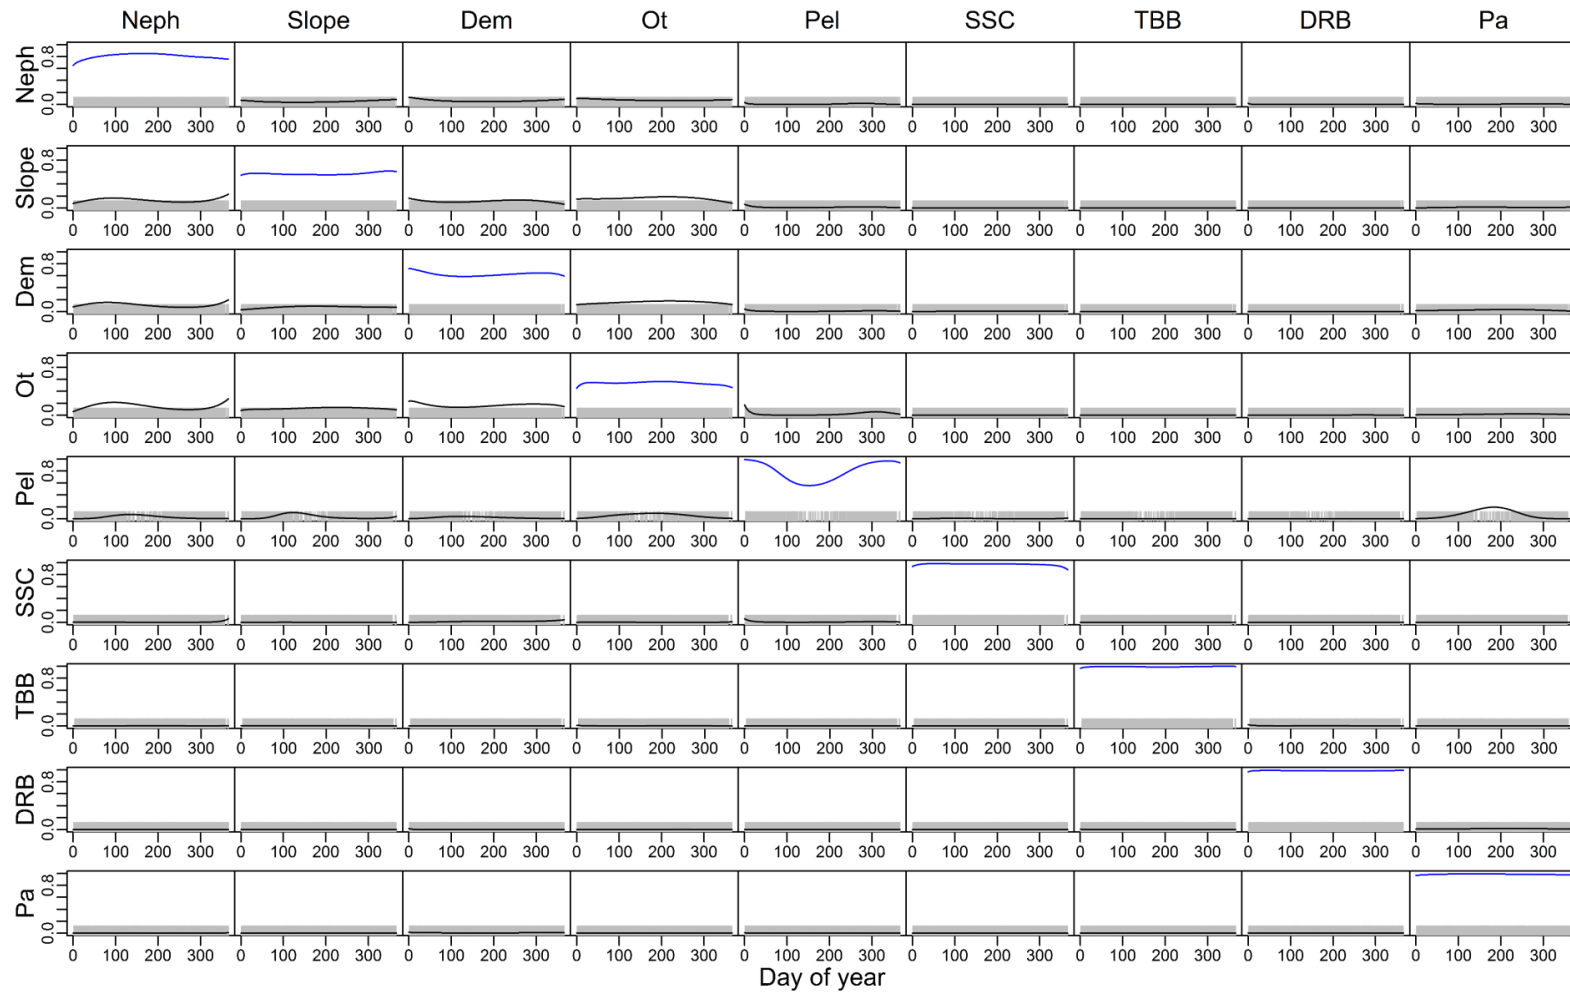 Neph Slope Dem Ot Pel SSC TBB DRB Pa
Neph 0.0 0.8
0 100 200 300 0 100 200 300 0 100 200 300 0 100 200 300 0 100 200 300 0 100 200 300 0 100 200 300 0 100 200 300 0 100 200 300
Slope 0.0 0.8
0 100 200 300 0 100 200 300 0 100 200 300 0 100 200 300 0 100 200 300 0 100 200 300 0 100 200 300 0 100 200 300 0 100 200 300
Dem 0.0 0.8
0 100 200 300 0 100 200 300 0 100 200 300 0 100 200 300 0 100 200 300 0 100 200 300 0 100 200 300 0 100 200 300 0 100 200 300
Ot 0.0 0.8
0 100 200 300 0 100 200 300 0 100 200 300 0 100 200 300 0 100 200 300 0 100 200 300 0 100 200 300 0 100 200 300 0 100 200 300
Pel 0.0 0.8
0 100 200 300 0 100 200 300 0 100 200 300 0 100 200 300 0 100 200 300 0 100 200 300 0 100 200 300 0 100 200 300 0 100 200 300
SSC 0.0 0.8
0 100 200 300 0 100 200 300 0 100 200 300 0 100 200 300 0 100 200 300 0 100 200 300 0 100 200 300 0 100 200 300 0 100 200 300
TBB 0.0 0.8
0 100 200 300 0 100 200 300 0 100 200 300 0 100 200 300 0 100 200 300 0 100 200 300 0 100 200 300 0 100 200 300 0 100 200 300
DRB 0.0 0.8
0 100 200 300 0 100 200 300 0 100 200 300 0 100 200 300 0 100 200 300 0 100 200 300 0 100 200 300 0 100 200 300 0 100 200 300
Pa 0.0 0.8
0 100 200 300 0 100 200 300 0 100 200 300 0 100 200 300 0 100 200 300 0 100 200 300 0 100 200 300 0 100 200 300 0 100 200 300
Day of year